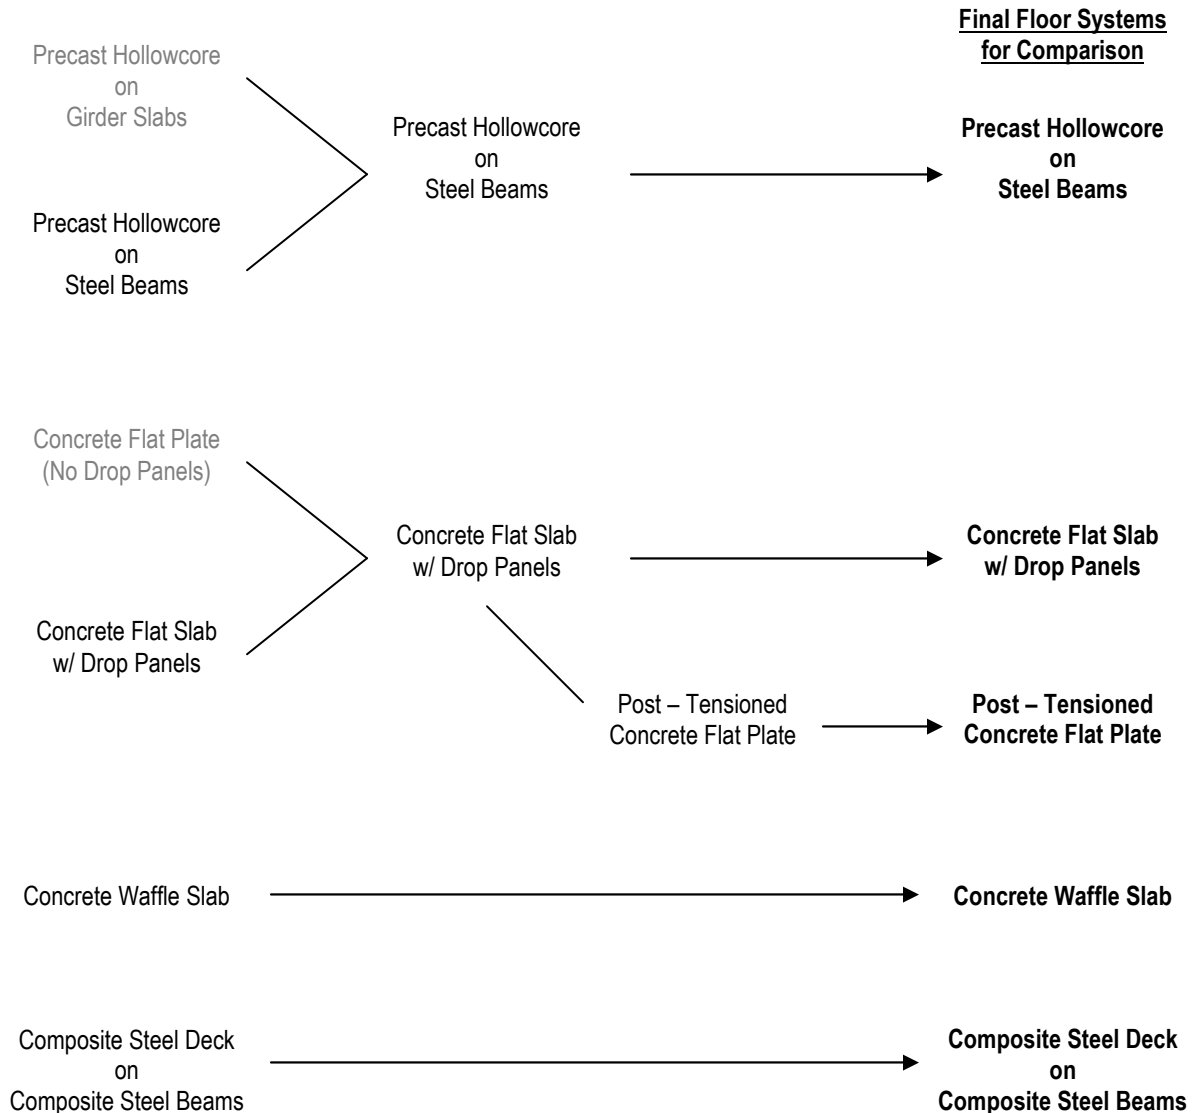 Final Floor Systems
for Comparison
Precast Hollowcore
on
Girder Slabs
Precast Hollowcore
on
Steel Beams
Precast Hollowcore
on
Steel Beams
Precast Hollowcore
on
Steel Beams
Concrete Flat Plate
(No Drop Panels)
Concrete Flat Slab
w/ Drop Panels
Concrete Flat Slab
w/ Drop Panels
Concrete Flat Slab
w/ Drop Panels
Post – Tensioned
Concrete Flat Plate
Post – Tensioned
Concrete Flat Plate
Concrete Waffle Slab
Concrete Waffle Slab
Composite Steel Deck
on
Composite Steel Beams
Composite Steel Deck
on
Composite Steel Beams